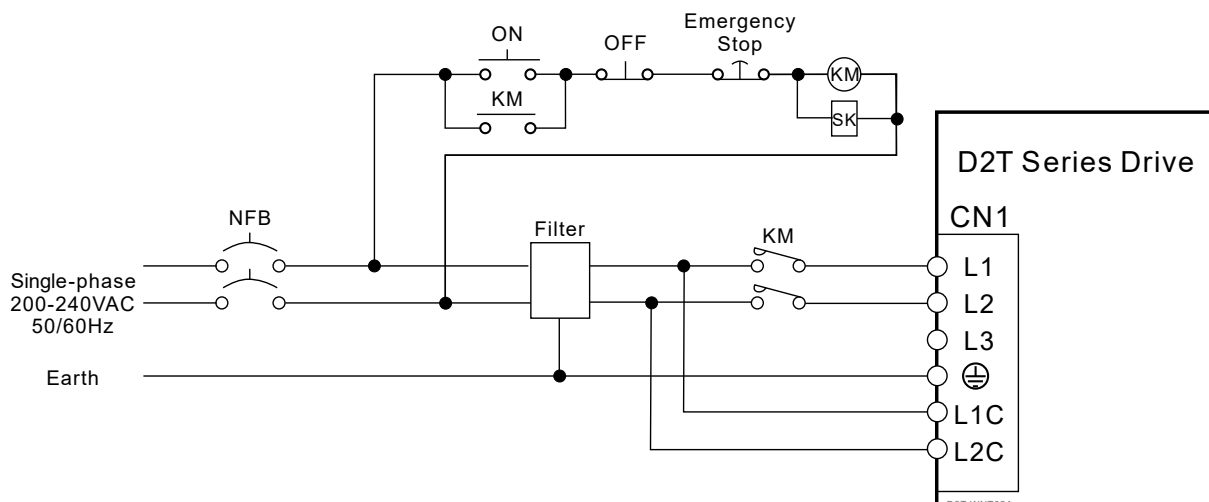 Emergency
Stop
ON
OFF
KM
KM
SK
D2T Series Drive
CN1
NFB
Filter
KM
Single-phase
200-240VAC
50/60Hz
Earth
L1
L2
L3
L1C
L2C